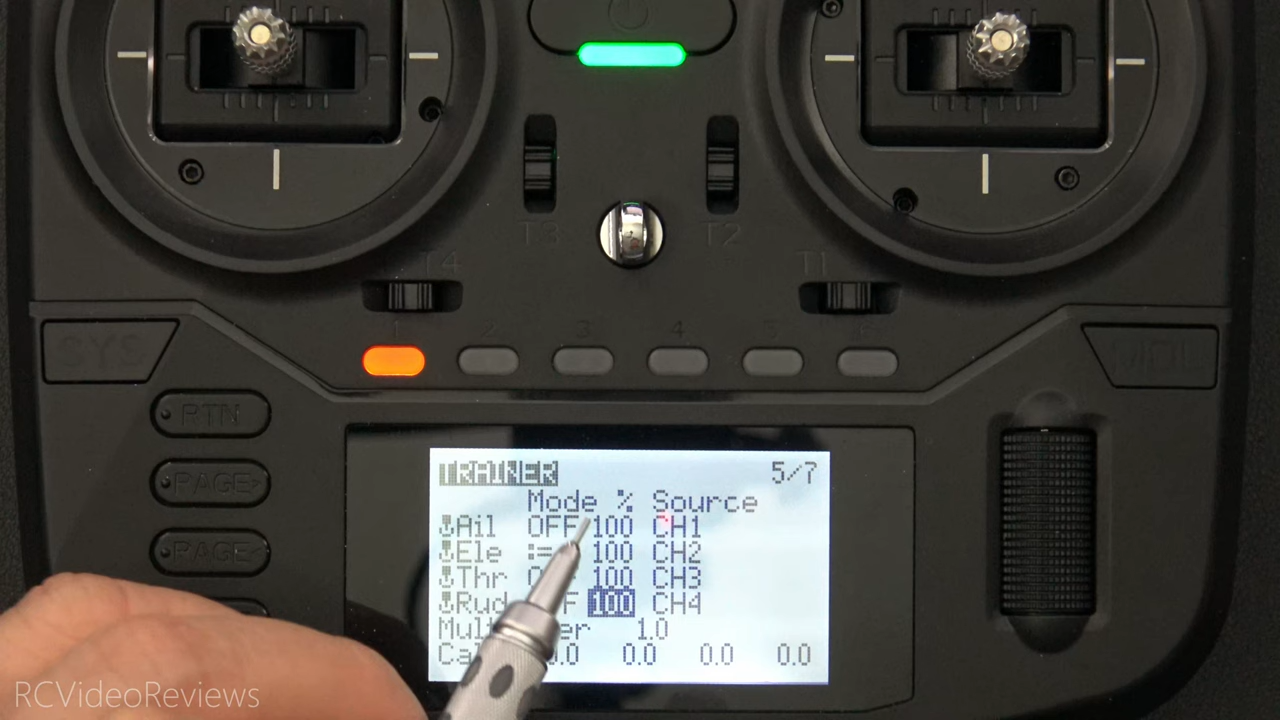 T3
T2
T4
T1
1 2 3 4 5 6
SYS
MDL
RTN
PAGE>
PAGE<
TRAINER 5/7
Mode % Source
Ail OFF 100 CH1
Ele := 100 CH2
Thr 100 CH3
Rud 100 CH4
1.0
0.0 0.0 0.0
RCVideoReviews